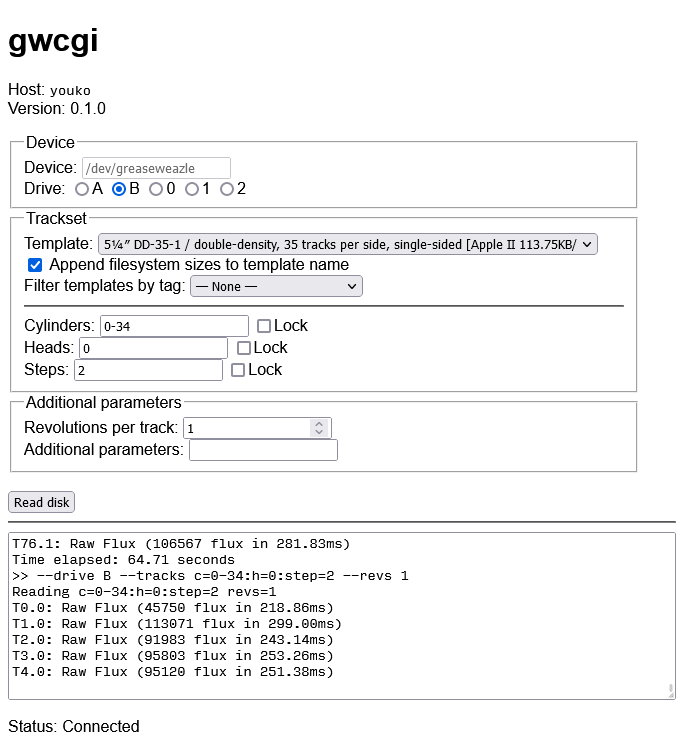 gwcgi
Host: youko
Version: 0.1.0
Device
Device: /dev/greaseweazle
Drive: A B 0 1 2
Trackset
Template: 5¼″ DD-35-1 / double-density, 35 tracks per side, single-sided [Apple II 113.75KB/
Append filesystem sizes to template name
Filter templates by tag: — None —
Cylinders: 0-34 Lock
Heads: 0 Lock
Steps: 2 Lock
Additional parameters
Revolutions per track: 1
Additional parameters:
Read disk
T76.1: Raw Flux (106567 flux in 281.83ms)
Time elapsed: 64.71 seconds
>> --drive B --tracks c=0-34:h=0:step=2 --revs 1
Reading c=0-34:h=0:step=2 revs=1
T0.0: Raw Flux (45750 flux in 218.86ms)
T1.0: Raw Flux (113071 flux in 299.00ms)
T2.0: Raw Flux (91983 flux in 243.14ms)
T3.0: Raw Flux (95803 flux in 253.26ms)
T4.0: Raw Flux (95120 flux in 251.38ms)
Status: Connected